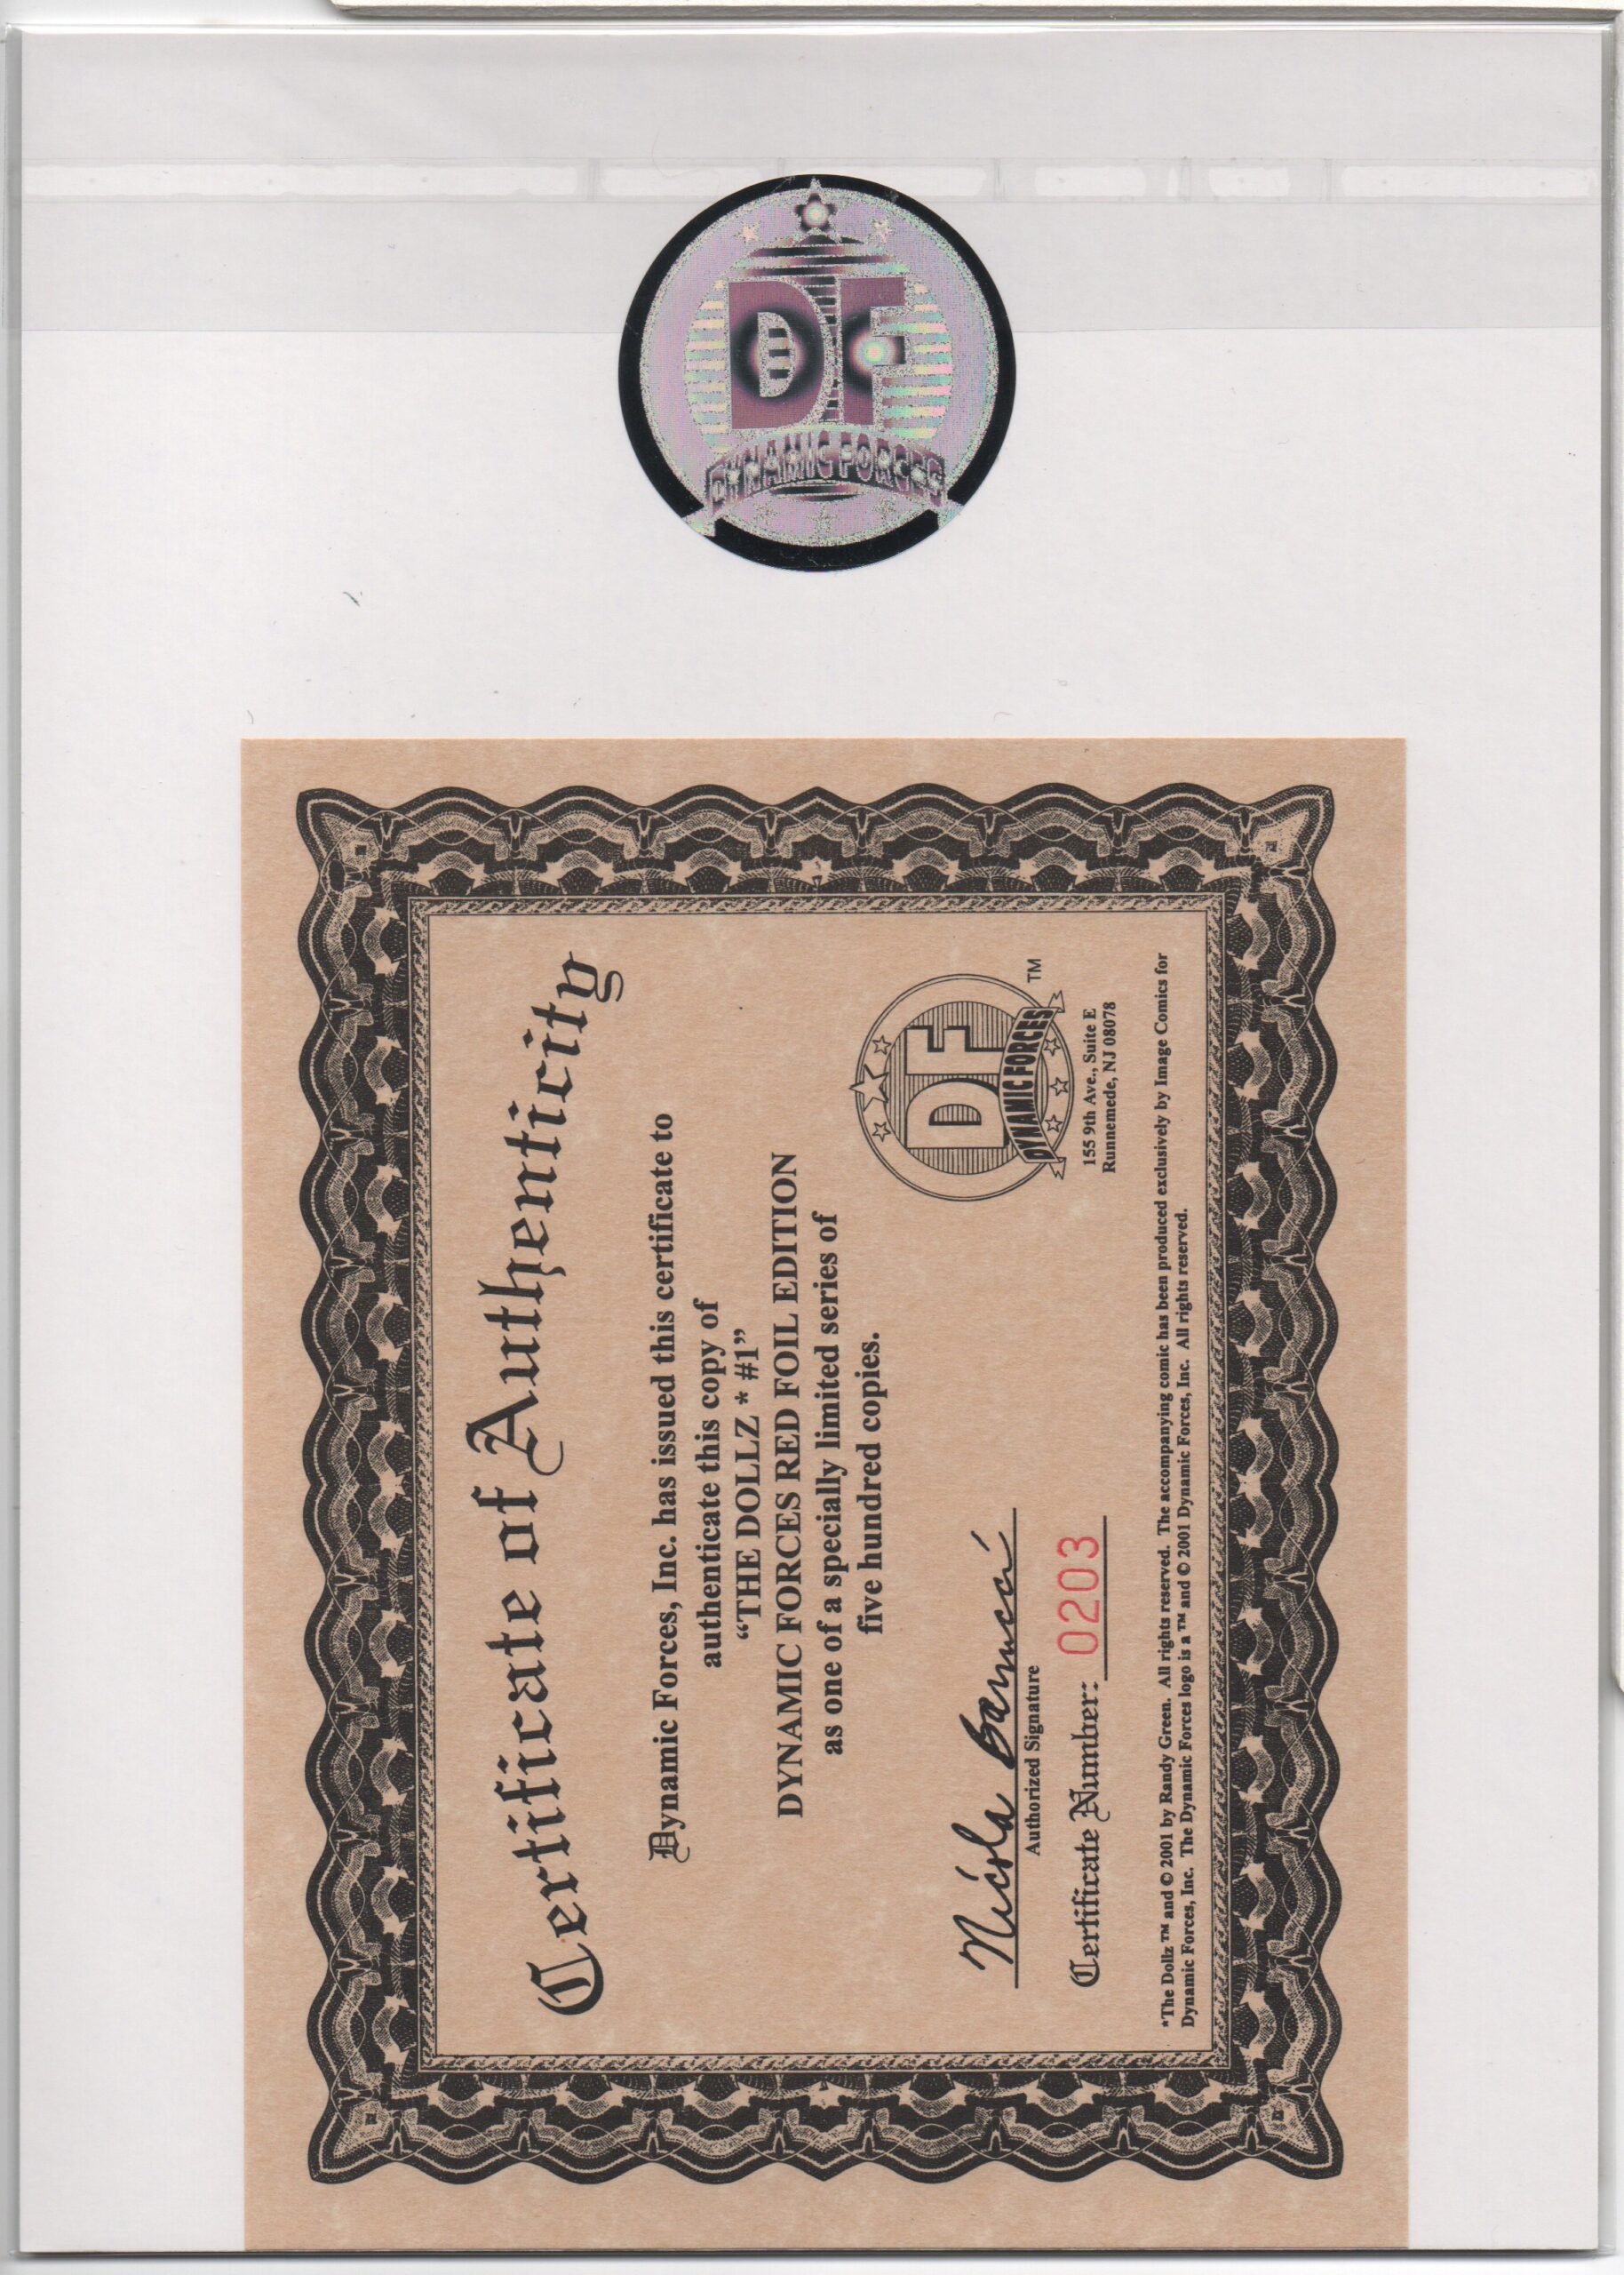 DF
DYNAMIC FORCES
Certificate of Authenticity
Dynamic Forces, Inc. has issued this certificate to
authenticate this copy of
“THE DOLLZ * #1”
DYNAMIC FORCES RED FOIL EDITION
as one of a specially limited series of
five hundred copies.
Nicola
Authorized Signature
Certificate Number: 0203
DF
DYNAMIC FORCES
TM
155 9th Ave., Suite E
Runnemede, NJ 08078
*The Dollz ™ and © 2001 by Randy Green. All rights reserved. The accompanying comic has been produced exclusively by Image Comics for
Dynamic Forces, Inc. The Dynamic Forces logo is a ™ and © 2001 Dynamic Forces, Inc. All rights reserved.